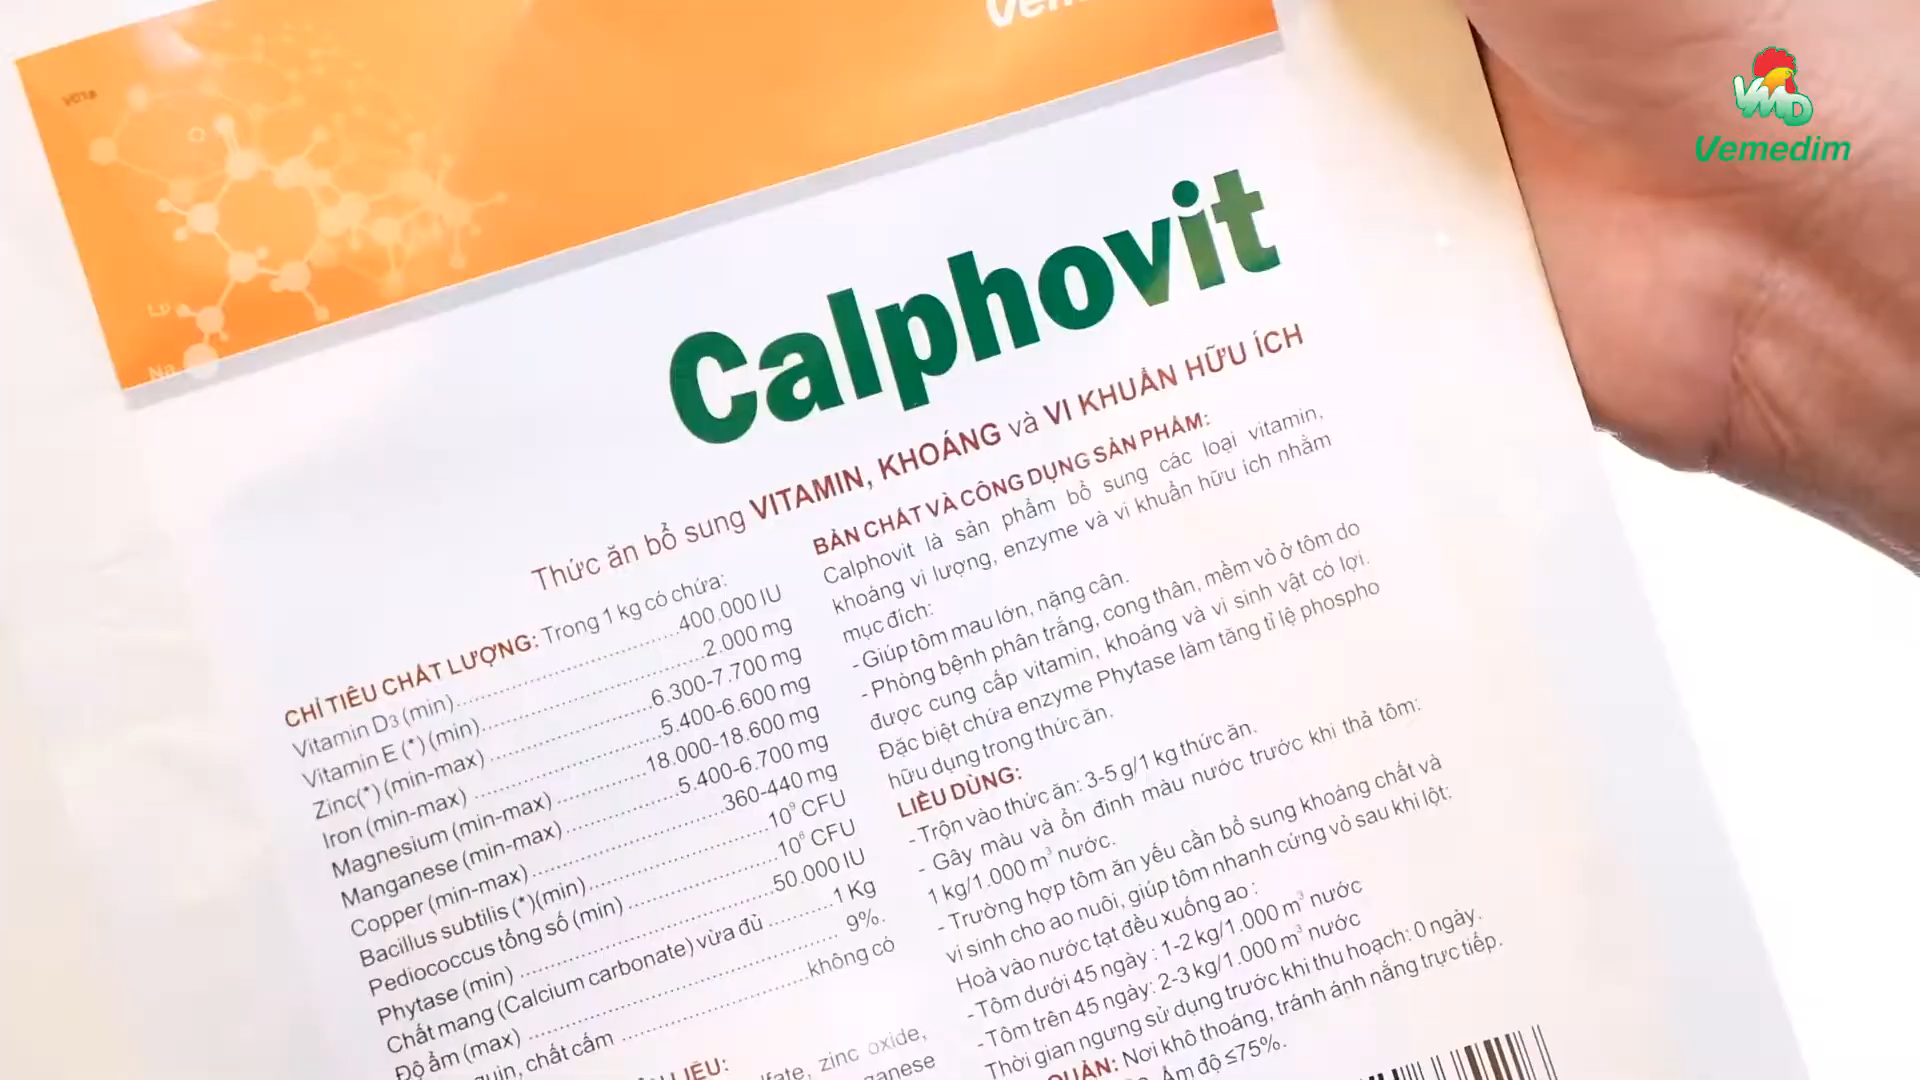 Vemedim
Calphovit
Thức ăn bổ sung VITAMIN, KHOÁNG và VI KHUẨN HỮU ÍCH
CHỈ TIÊU CHẤT LƯỢNG: Trong 1 kg có chứa:
Vitamin D3 (min)..........400.000 IU
Vitamin E (*) (min)..........2.000 mg
Zinc(*) (min-max)..........6.300-7.700 mg
Iron (min-max)..........5.400-6.600 mg
Magnesium (min-max)..........18.000-18.600 mg
Manganese (min-max)..........5.400-6.700 mg
Copper (min-max)..........360-440 mg
Bacillus subtilis (*)(min)..........10⁹ CFU
Pediococcus tổng số (min)..........10⁶ CFU
Phytase (min)..........50.000 IU
Chất mang (Calcium carbonate) vừa đủ..........1 Kg
Độ ẩm (max)..........9%.
chất cấm..........không có
LIỆU:
zinc oxide,
BẢN CHẤT VÀ CÔNG DỤNG SẢN PHẨM:
Calphovit là sản phẩm bổ sung các loại vitamin,
khoáng vi lượng, enzyme và vi khuẩn hữu ích nhằm
mục đích:
- Giúp tôm mau lớn, nặng cân.
- Phòng bệnh phân trắng, cong thân, mềm vỏ ở tôm do
được cung cấp vitamin, khoáng và vi sinh vật có lợi.
Đặc biệt chứa enzyme Phytase làm tăng tỉ lệ phospho
hữu dụng trong thức ăn.
LIỀU DÙNG:
- Trộn vào thức ăn: 3-5 g/1 kg thức ăn.
- Gây màu và ổn định màu nước trước khi thả tôm:
1 kg/1.000 m³ nước.
- Trường hợp tôm ăn yếu cần bổ sung khoáng chất và
vi sinh cho ao nuôi, giúp tôm nhanh cứng vỏ sau khi lột:
Hoà vào nước tạt đều xuống ao :
- Tôm dưới 45 ngày : 1-2 kg/1.000 m³ nước
- Tôm trên 45 ngày: 2-3 kg/1.000 m³ nước
Thời gian ngưng sử dụng trước khi thu hoạch: 0 ngày.
QUẢN: Nơi khô thoáng, tránh ánh nắng trực tiếp.
Ẩm độ ≤75%.